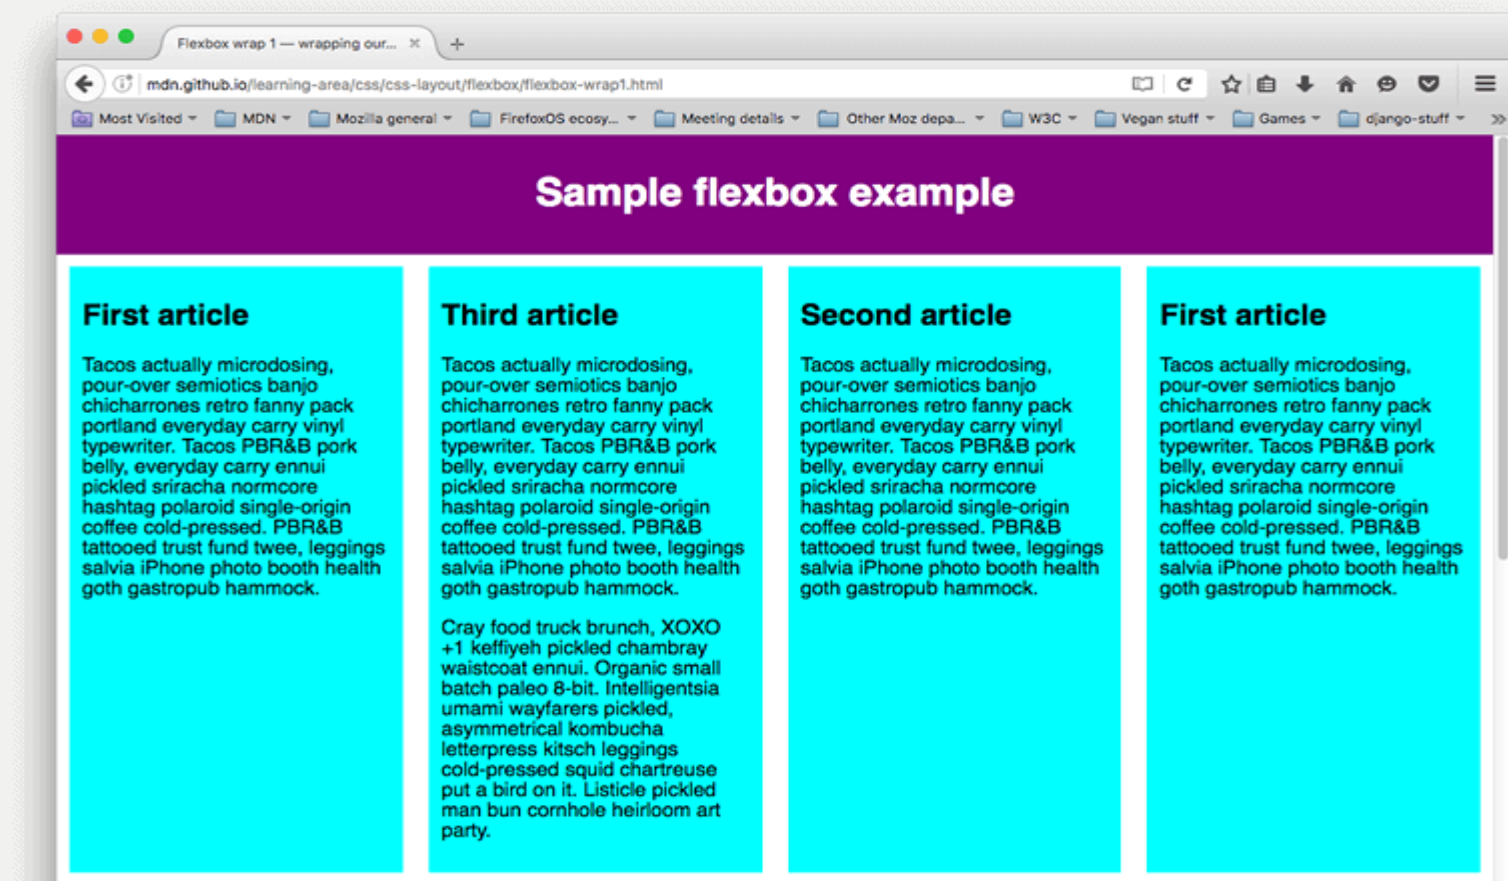 Flexbox wrap 1 — wrapping our...
mdn.github.io/learning-area/css/css-layout/flexbox/flexbox-wrap1.html
Most Visited MDN Mozilla general FirefoxOS ecosy... Meeting details Other Moz depa... W3C Vegan stuff Games django-stuff
Sample flexbox example
First article
Tacos actually microdosing,
pour-over semiotics banjo
chicharrones retro fanny pack
portland everyday carry vinyl
typewriter. Tacos PBR&B pork
belly, everyday carry ennui
pickled sriracha normcore
hashtag polaroid single-origin
coffee cold-pressed. PBR&B
tattooed trust fund twee, leggings
salvia iPhone photo booth health
goth gastropub hammock.
Third article
Tacos actually microdosing,
pour-over semiotics banjo
chicharrones retro fanny pack
portland everyday carry vinyl
typewriter. Tacos PBR&B pork
belly, everyday carry ennui
pickled sriracha normcore
hashtag polaroid single-origin
coffee cold-pressed. PBR&B
tattooed trust fund twee, leggings
salvia iPhone photo booth health
goth gastropub hammock.
Cray food truck brunch, XOXO
+1 keffiyeh pickled chambray
waistcoat ennui. Organic small
batch paleo 8-bit. Intelligentsia
umami wayfarers pickled,
asymmetrical kombucha
letterpress kitsch leggings
cold-pressed squid chartreuse
put a bird on it. Listicle pickled
man bun cornhole heirloom art
party.
Second article
Tacos actually microdosing,
pour-over semiotics banjo
chicharrones retro fanny pack
portland everyday carry vinyl
typewriter. Tacos PBR&B pork
belly, everyday carry ennui
pickled sriracha normcore
hashtag polaroid single-origin
coffee cold-pressed. PBR&B
tattooed trust fund twee, leggings
salvia iPhone photo booth health
goth gastropub hammock.
First article
Tacos actually microdosing,
pour-over semiotics banjo
chicharrones retro fanny pack
portland everyday carry vinyl
typewriter. Tacos PBR&B pork
belly, everyday carry ennui
pickled sriracha normcore
hashtag polaroid single-origin
coffee cold-pressed. PBR&B
tattooed trust fund twee, leggings
salvia iPhone photo booth health
goth gastropub hammock.